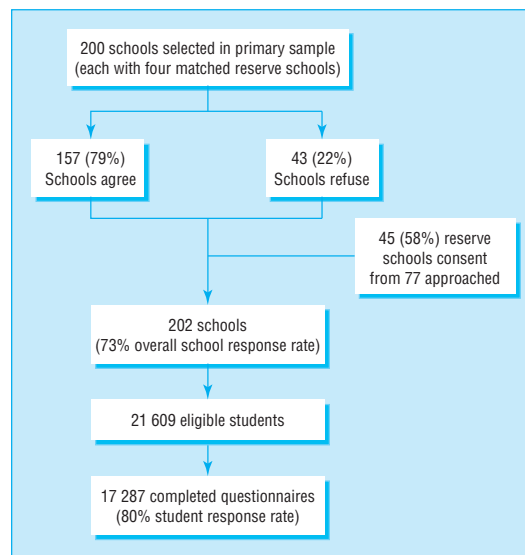 200 schools selected in primary sample
(each with four matched reserve schools)
157 (79%)
Schools agree
43 (22%)
Schools refuse
45 (58%) reserve
schools consent
from 77 approached
202 schools
(73% overall school response rate)
21 609 eligible students
17 287 completed questionnaires
(80% student response rate)